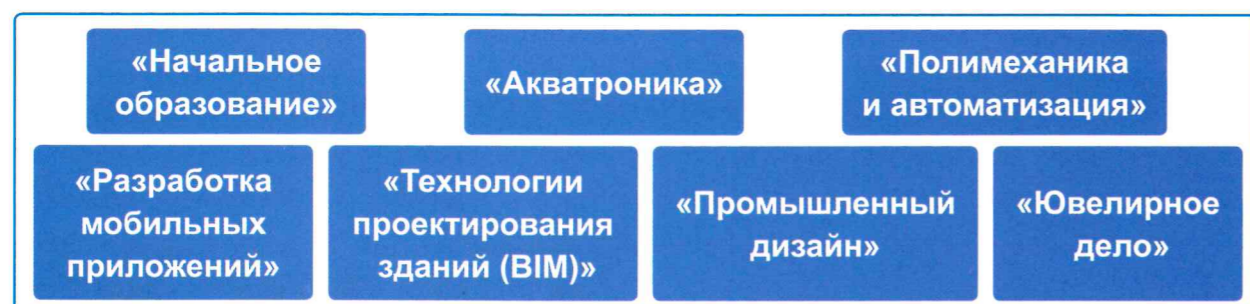 «Начальное
образование»
«Акватроника»
«Полимеханика
и автоматизация»
«Разработка
мобильных
приложений»
«Технологии
проектирования
зданий (BIM)»
«Промышленный
дизайн»
«Ювелирное
дело»